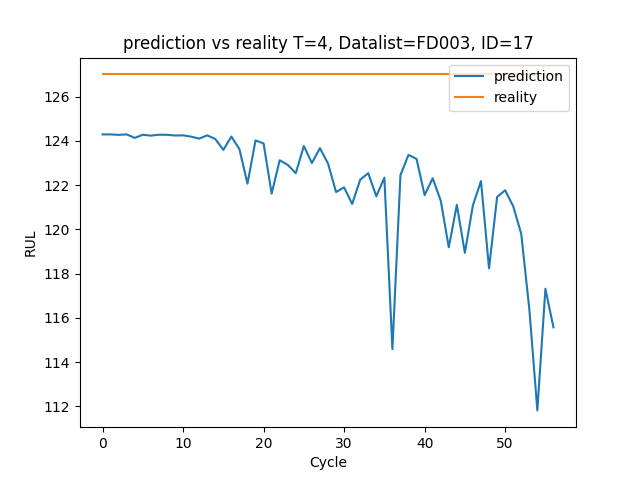 prediction vs reality T=4, Datalist=FD003, ID=17
prediction
reality
126
124
122
120
118
116
114
112
RUL
0 10 20 30 40 50
Cycle